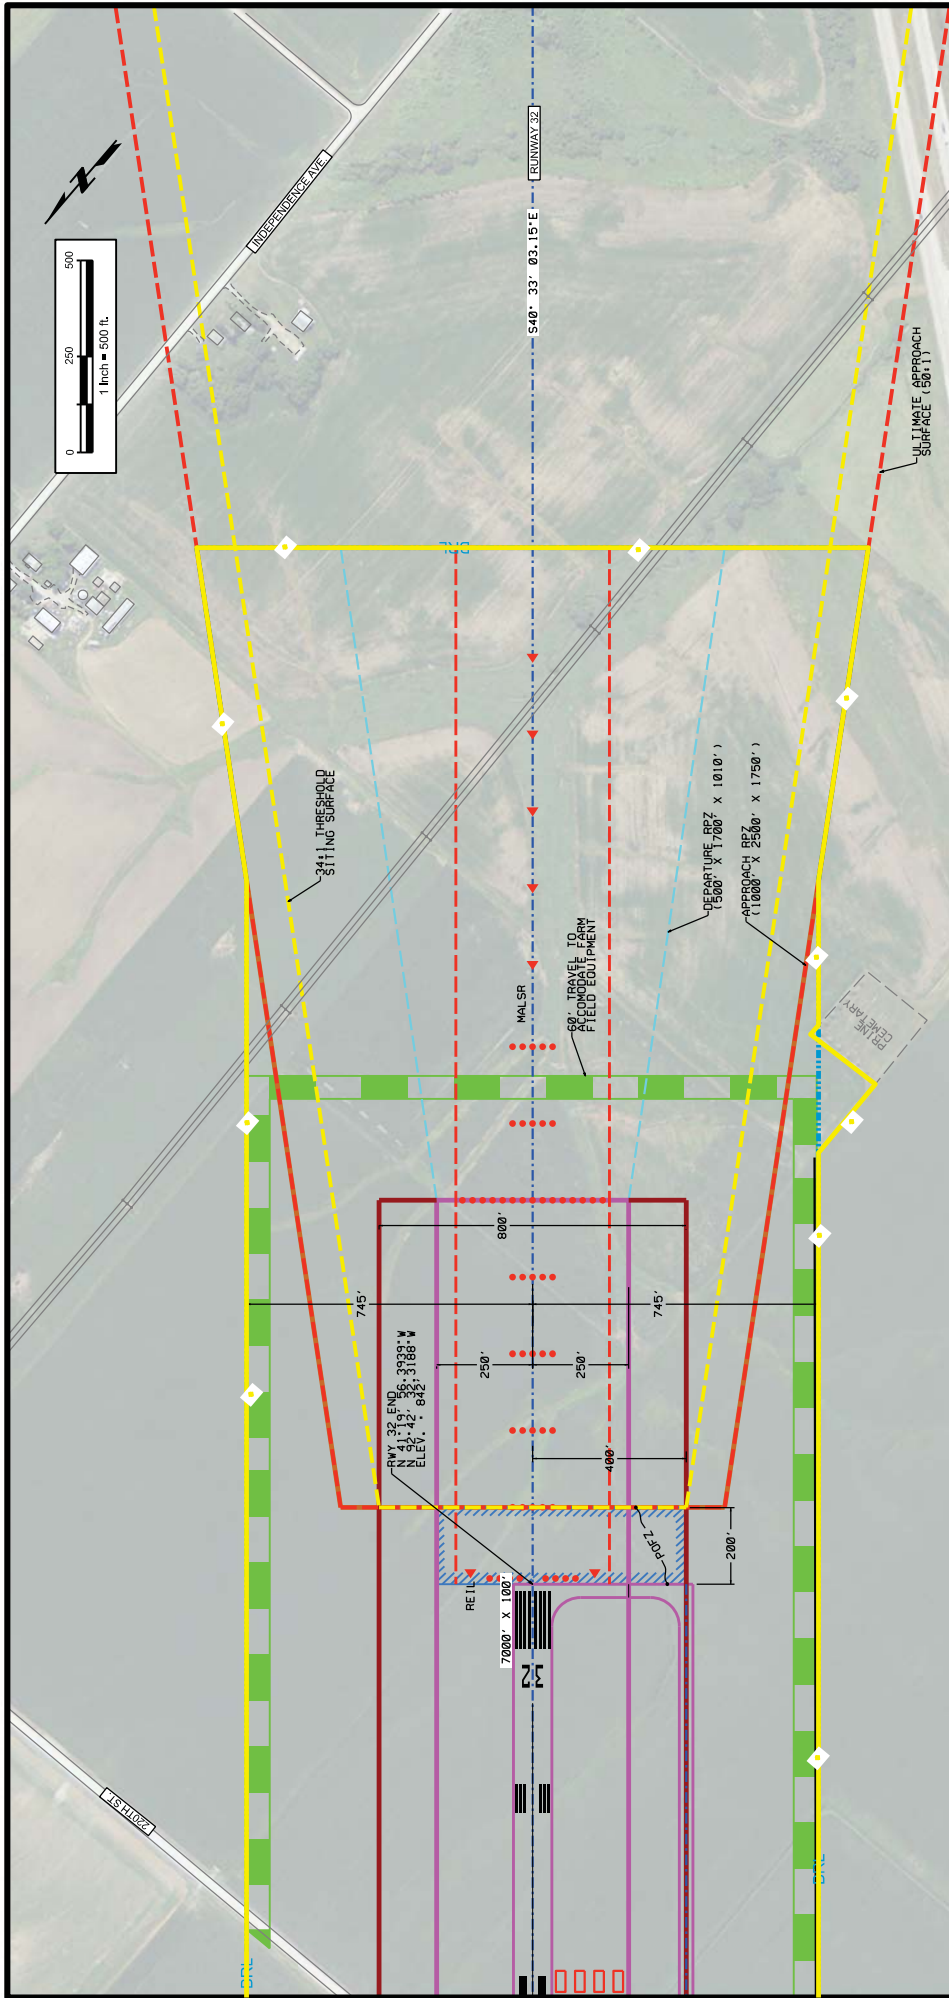 INDEPENDENCE AVE.
RUNWAY 32
S40° 33' 03.15"E
0
250
500
1 Inch = 500 ft.
ULTIMATE APPROACH
SURFACE (50:1)
BRL
34:1 THRESHOLD
SITING SURFACE
DEPARTURE RPZ
(500' X 1700' X 1010')
APPROACH RPZ
(1000' X 2500' X 1750')
MALSR
60' TRAVEL TO
ACCOMODATE FARM
FIELD EQUIPMENT
PRINE
CEMETARY
800'
745'
745'
250'
250'
400'
RWY 32 END
N 41°19' 56.3939"W
N 92°42' 32.3188"W
ELEV. = 842'
POFZ
200'
REIL
7000' X 100'
32
220TH ST.
BRL
BRL